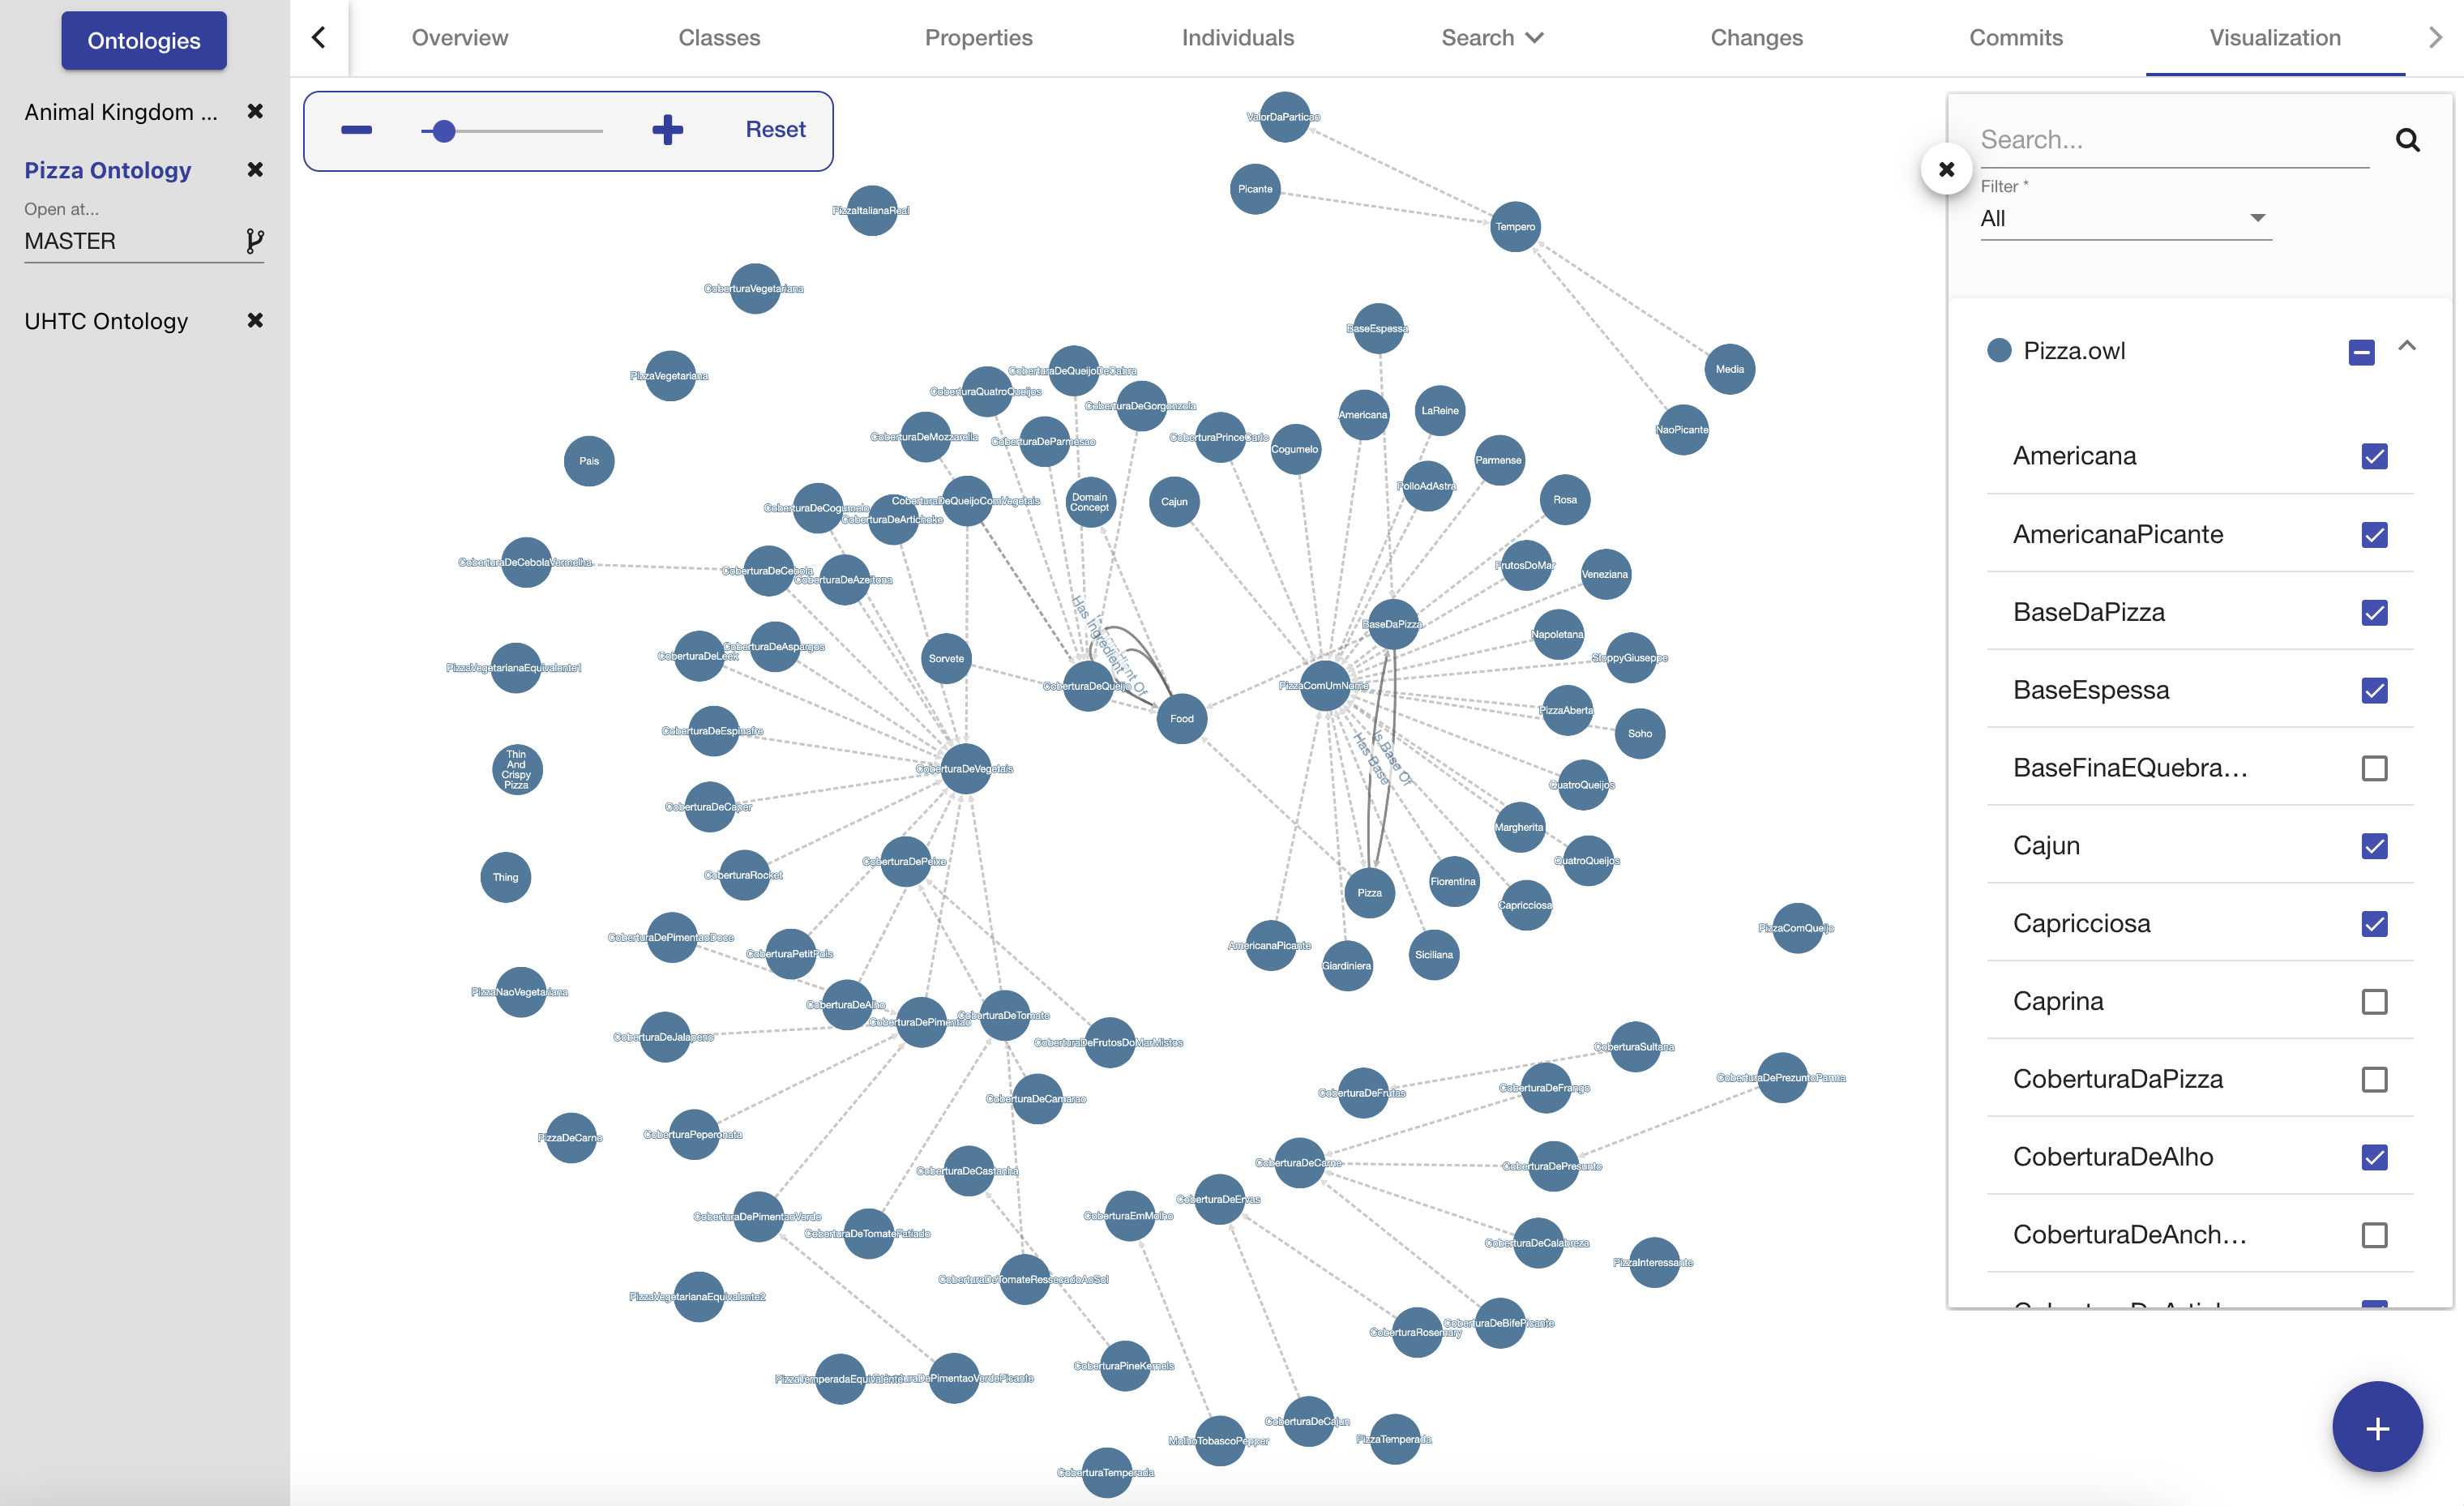 Ontologies
Overview
Classes
Properties
Individuals
Search
Changes
Commits
Visualization
Animal Kingdom ...
Pizza Ontology
Open at...
MASTER
UHTC Ontology
Reset
Search...
Filter *
All
Pizza.owl
Americana
AmericanaPicante
BaseDaPizza
BaseEspessa
BaseFinaEQuebra...
Cajun
Capricciosa
Caprina
CoberturaDaPizza
CoberturaDeAlho
CoberturaDeAnch...
ValorDaParticao
Picante
PizzaItalianaReal
Tempero
CoberturaVegetariana
BaseEspessa
Media
PizzaVegetariana
CoberturaDeQueijoDeCabra
CoberturaQuatroQueijos
CoberturaDeGorgonzola
Americana
LaReine
NaoPicante
CoberturaDeMozzarella
CoberturaDeParmesao
CoberturaPrinceCarlo
Cogumelo
Parmense
Pais
PolloAdAstra
CoberturaDeQueijoComVegetais
Domain
Concept
Cajun
Rosa
CoberturaDeCogumelo
CoberturaDeArtichoke
CoberturaDeCebolaVermelha
CoberturaDeCebola
CoberturaDeAzeitona
FrutosDoMar
Veneziana
BaseDaPizza
Napoletana
Has Ingredient
CoberturaDeLeek
CoberturaDeAspargos
Sorvete
SloppyGiuseppe
PizzaVegetarianaEquivalente1
CoberturaDeQueijo
PizzaComUmNome
PizzaAberta
Food
CoberturaDeEspinafre
Soho
Has Base
Is Base Of
Thin
And
Crispy
Pizza
CoberturaDeVegetais
QuatroQueijos
CoberturaDeCaper
Margherita
CoberturaDePeixe
QuatroQueijos
Thing
CoberturaRocket
Pizza
Fiorentina
Capricciosa
CoberturaDePimentaoDoce
CoberturaPetitPois
AmericanaPicante
Giardiniera
Siciliana
PizzaComQueijo
PizzaNaoVegetariana
CoberturaDeAlho
CoberturaDePimentao
CoberturaDeTomate
CoberturaDeJalapeno
CoberturaDeFrutosDoMarMistos
CoberturaSultana
CoberturaDeFrutas
CoberturaDeFrango
CoberturaDePrezuntoParma
CoberturaDeCamarao
PizzaDeCarne
CoberturaPeperonata
CoberturaDeCastanha
CoberturaDeCarne
CoberturaDePresunto
CoberturaDeErvas
CoberturaEmMolho
CoberturaDePimentaoVerde
CoberturaDeTomateFatiado
CoberturaDeCalabreza
PizzaInteressante
CoberturaDeTomateRessecadoAoSol
PizzaVegetarianaEquivalente2
CoberturaRosemary
CoberturaDeBifePicante
CoberturaPineKernels
PizzaTemperadaEquivalente
CoberturaDePimentaoVerdePicante
CoberturaDeCajun
MolhoTobascoPepper
PizzaTemperada
CoberturaTemperada